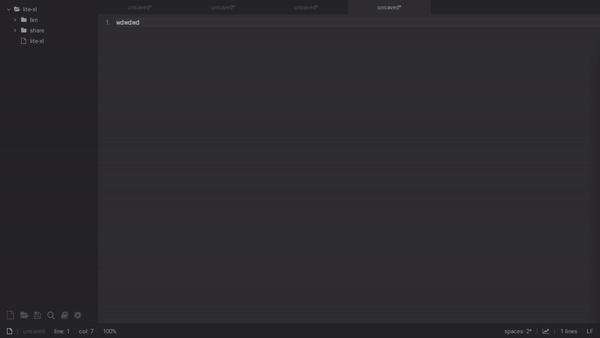 lite-xl
bin
share
lite-xl
unsaved* unsaved* unsaved* unsaved*
1 wdwdwd
unsaved line: 1 col: 7 100% spaces: 2* 1 lines LF